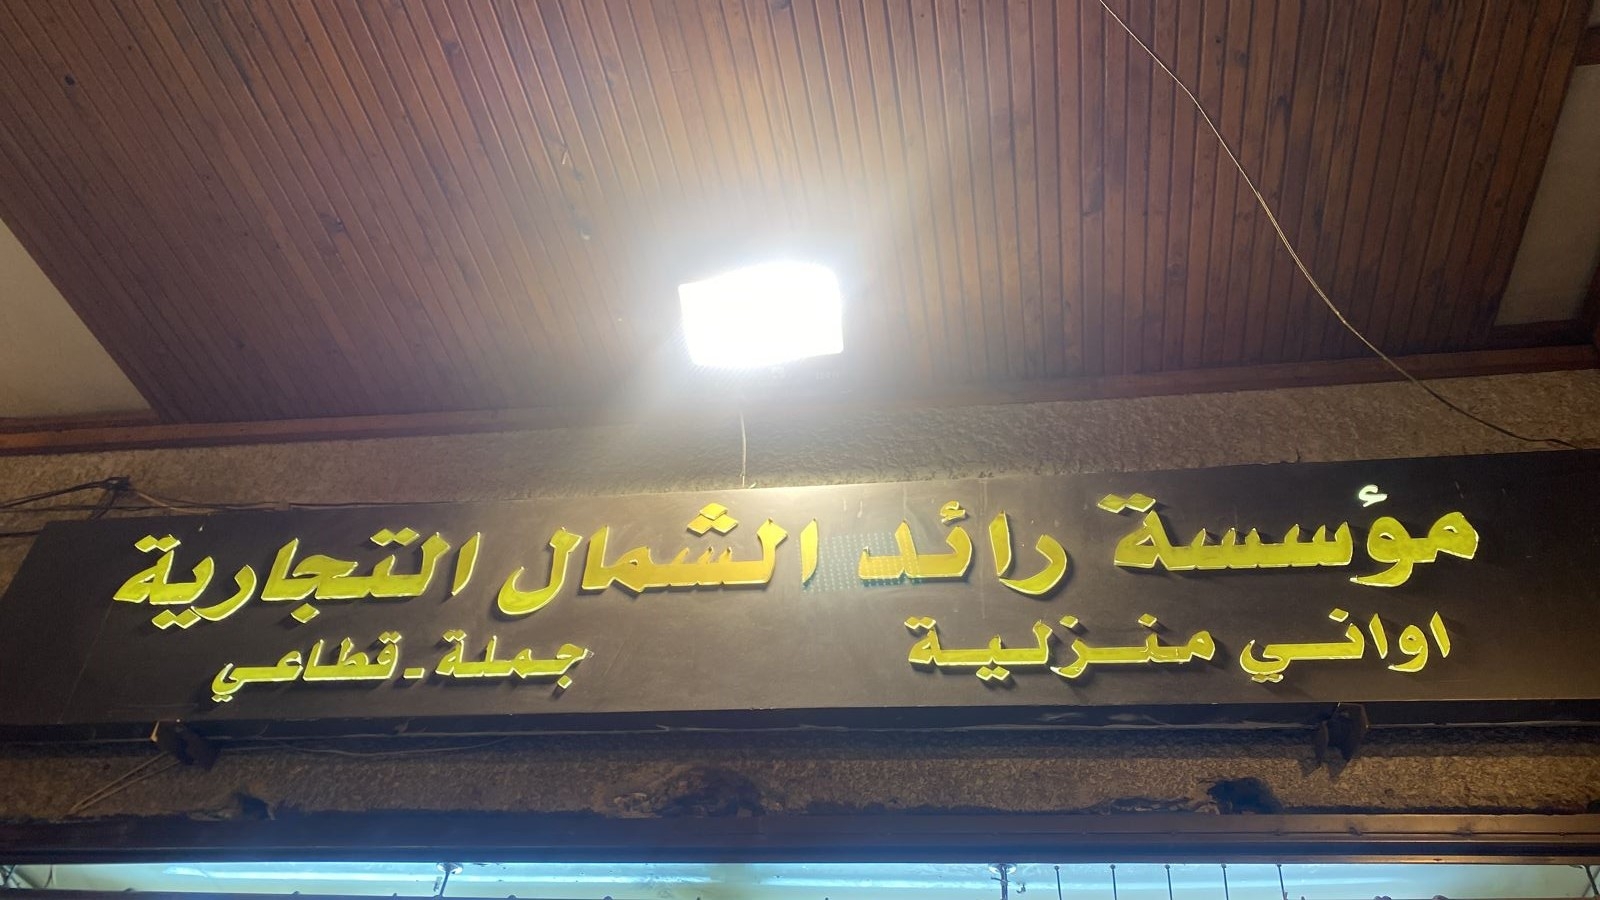 مؤسسة رائد الشمال التجارية
اواني منزلية
جملة - قطاعي